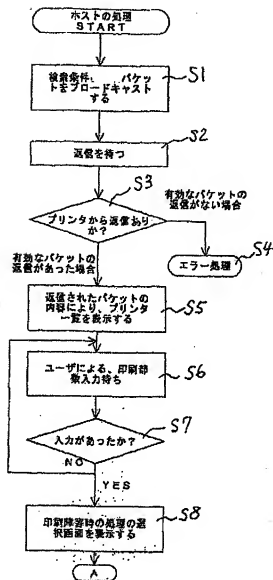 ホストの処理
START
S1
検索条件、 パケッ
トをブロードキャスト
する
S2
返信を待つ
S3
有効なパケットの
返信がない場合
プリンタから返信あり
か?
有効なパケットの
返信があった場合
S4
エラー処理
S5
返信されたパケットの
内容により、プリンタ
一覧を表示する
S6
ユーザによる、印刷部
数入力待ち
S7
入力があったか?
NO
YES
S8
印刷障害時の処理の選
択画面を表示する
A